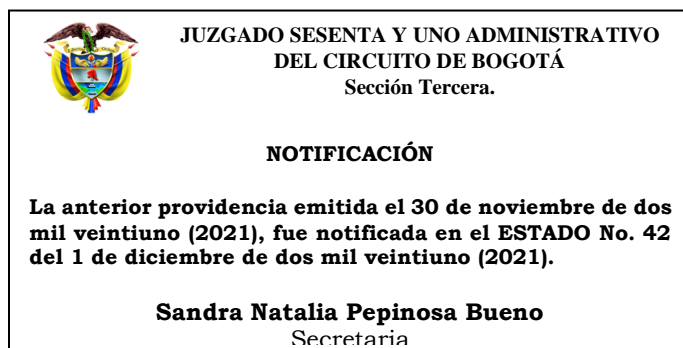 JUZGADO SESENTA Y UNO ADMINISTRATIVO
DEL CIRCUITO DE BOGOTÁ
Sección Tercera.
NOTIFICACIÓN
La anterior providencia emitida el 30 de noviembre de dos
mil veintiuno (2021), fue notificada en el ESTADO No. 42
del 1 de diciembre de dos mil veintiuno (2021).
Sandra Natalia Pepinosa Bueno
Secretaria